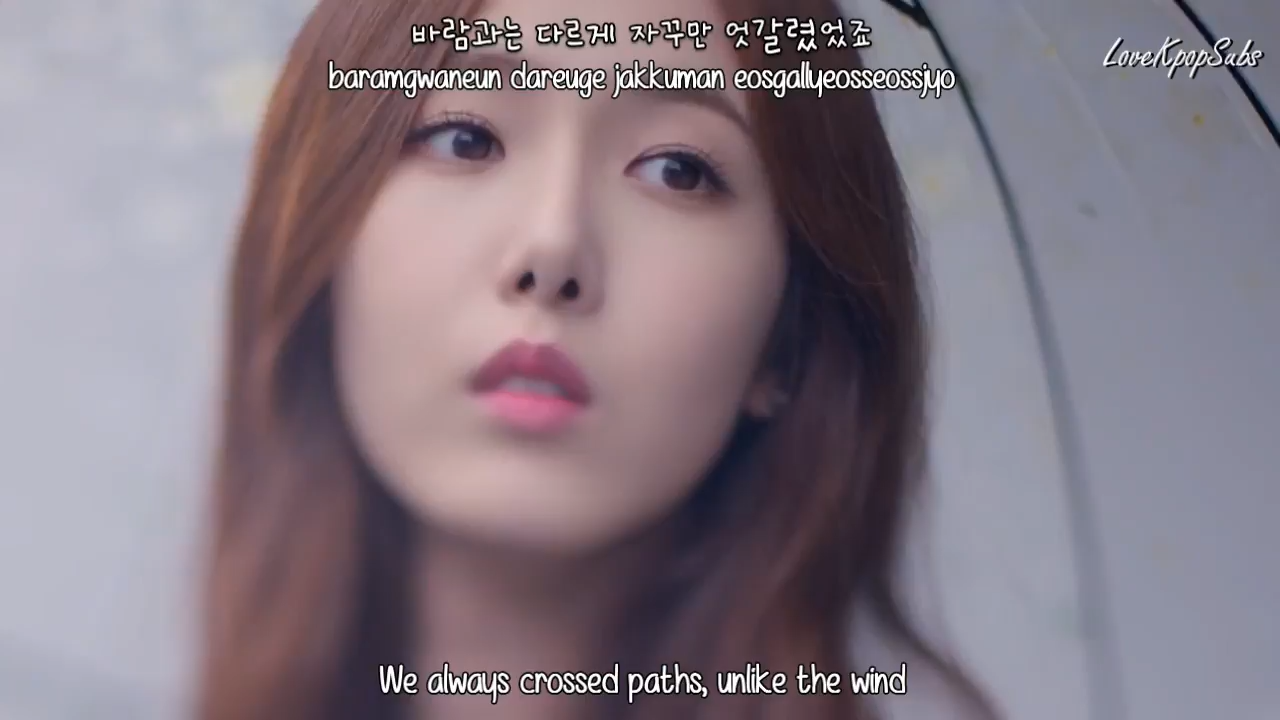 바람과는 다르게 자꾸만 엇갈렸었죠
LoveKpopSubs
baramgwaneun dareuge jakkuman eosgallyeosseossjyo
We always crossed paths, unlike the wind